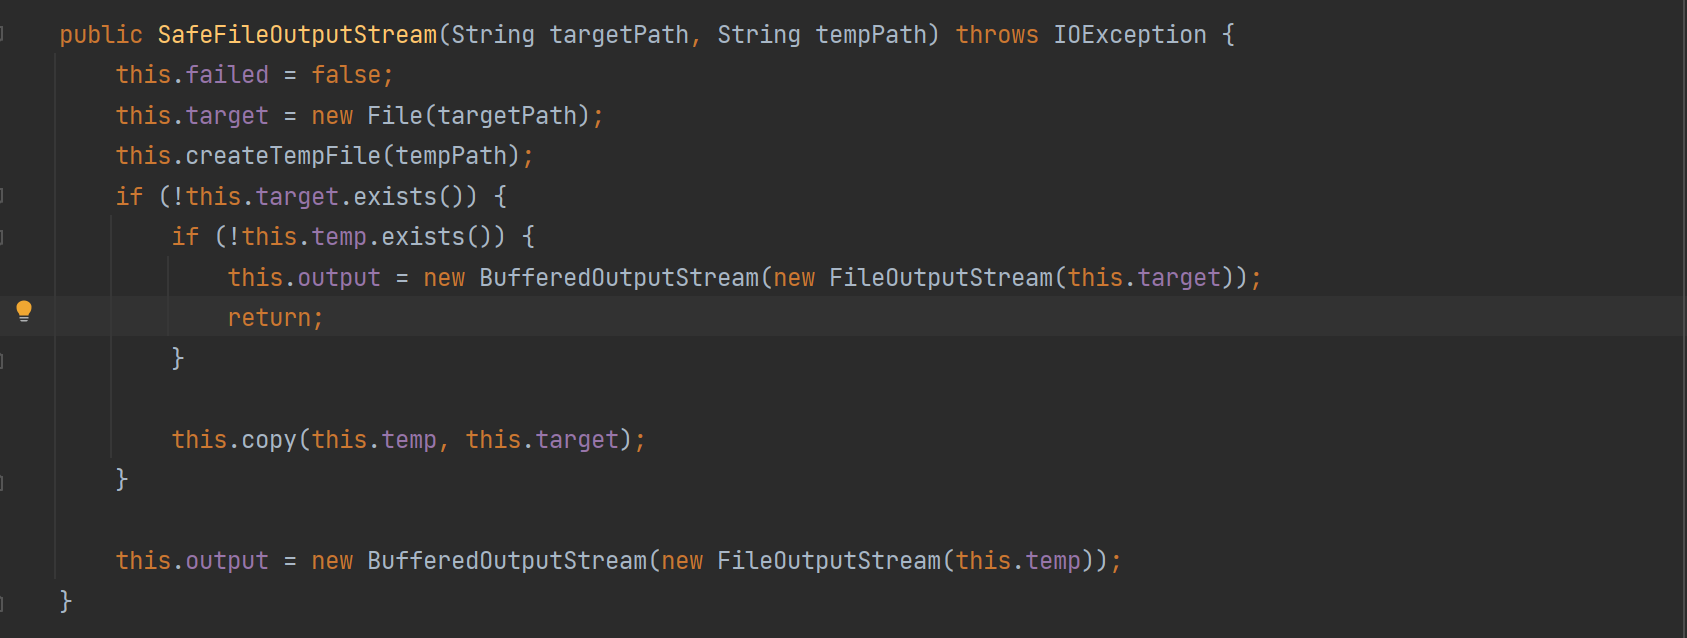 public SafeFileOutputStream(String targetPath, String tempPath) throws IOException {
    this.failed = false;
    this.target = new File(targetPath);
    this.createTempFile(tempPath);
    if (!this.target.exists()) {
        if (!this.temp.exists()) {
            this.output = new BufferedOutputStream(new FileOutputStream(this.target));
            return;
        }

        this.copy(this.temp, this.target);
    }

    this.output = new BufferedOutputStream(new FileOutputStream(this.temp));
}